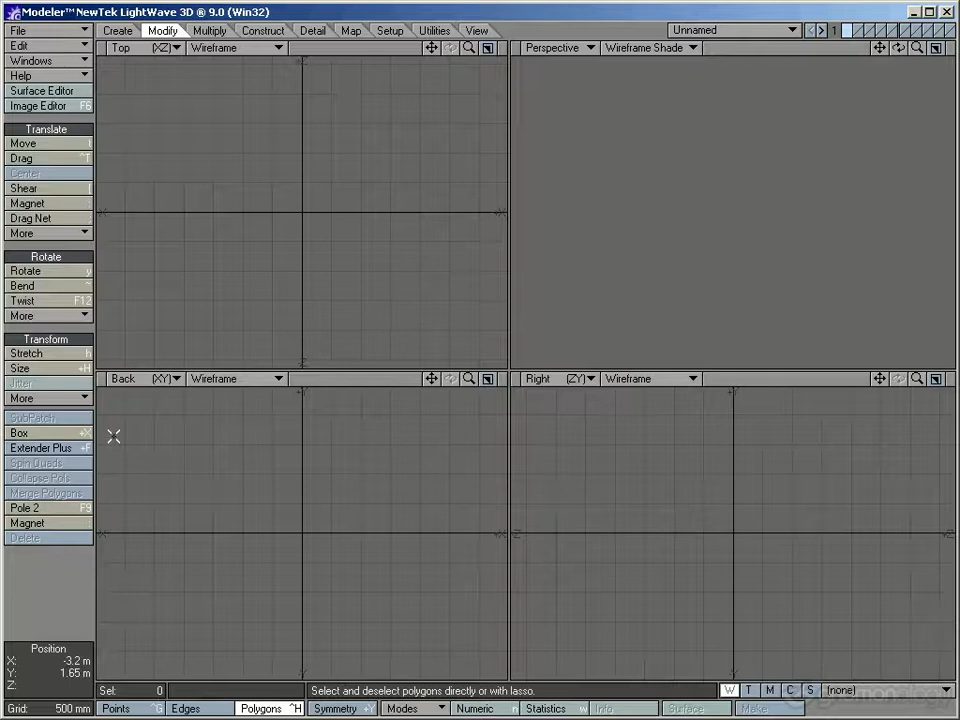 Modeler™ NewTek LightWave 3D ® 9.0 (Win32)
File Create Modify Multiply Construct Detail Map Setup Utilities View Unnamed 1
Edit Top (XZ) Wireframe Perspective Wireframe Shade
Windows
Help
Surface Editor
Image Editor F6
Translate
Move t
Drag ^T
Center
Shear [
Magnet :
Drag Net ;
More
Rotate
Rotate y
Bend ~
Twist F12
More
Transform
Stretch h
Size +H
Jitter
More
Back (XY) Wireframe Right (ZY) Wireframe
SubPatch
Box +X
Extender Plus +F
Spin Quads
Collapse Pols
Merge Polygons
Pole 2 F9
Magnet
Delete
Position
X: -3.2 m
Y: 1.65 m
Z:
Sel: 0 Select and deselect polygons directly or with lasso. W T M C S (none)
Grid: 500 mm Points ^G Edges Polygons ^H Symmetry +Y Modes Numeric n Statistics w Info Surface Make